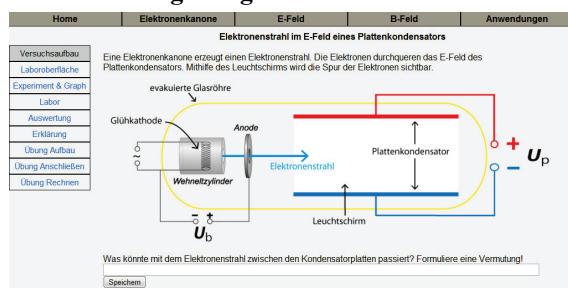 Home Elektronenkanone E-Feld B-Feld Anwendungen
Elektronenstrahl im E-Feld eines Plattenkondensators
Versuchsaufbau
Laboroberfläche
Experiment & Graph
Labor
Auswertung
Erklärung
Übung Aufbau
Übung Anschließen
Übung Rechnen
Eine Elektronenkanone erzeugt einen Elektronenstrahl. Die Elektronen durchqueren das E-Feld des
Plattenkondensators. Mithilfe des Leuchtschirms wird die Spur der Elektronen sichtbar.
evakuierte Glasröhre
Glühkathode
Anode
Wehneltzylinder
Elektronenstrahl
Plattenkondensator
Leuchtschirm
~
- +
Ub
+
Up
−
Was könnte mit dem Elektronenstrahl zwischen den Kondensatorplatten passiert? Formuliere eine Vermutung!
Speichern